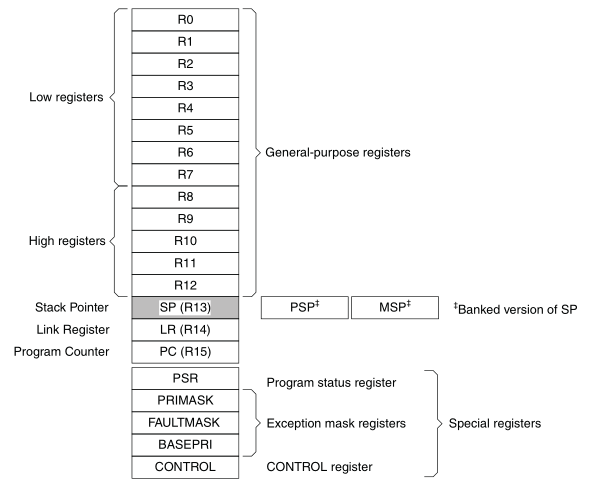 R0
R1
R2
R3
Low registers
R4
R5
R6
General-purpose registers
R7
R8
R9
High registers
R10
R11
R12
Stack Pointer SP (R13) PSP‡ MSP‡ ‡Banked version of SP
Link Register LR (R14)
Program Counter PC (R15)
PSR Program status register
PRIMASK
FAULTMASK Exception mask registers Special registers
BASEPRI
CONTROL CONTROL register